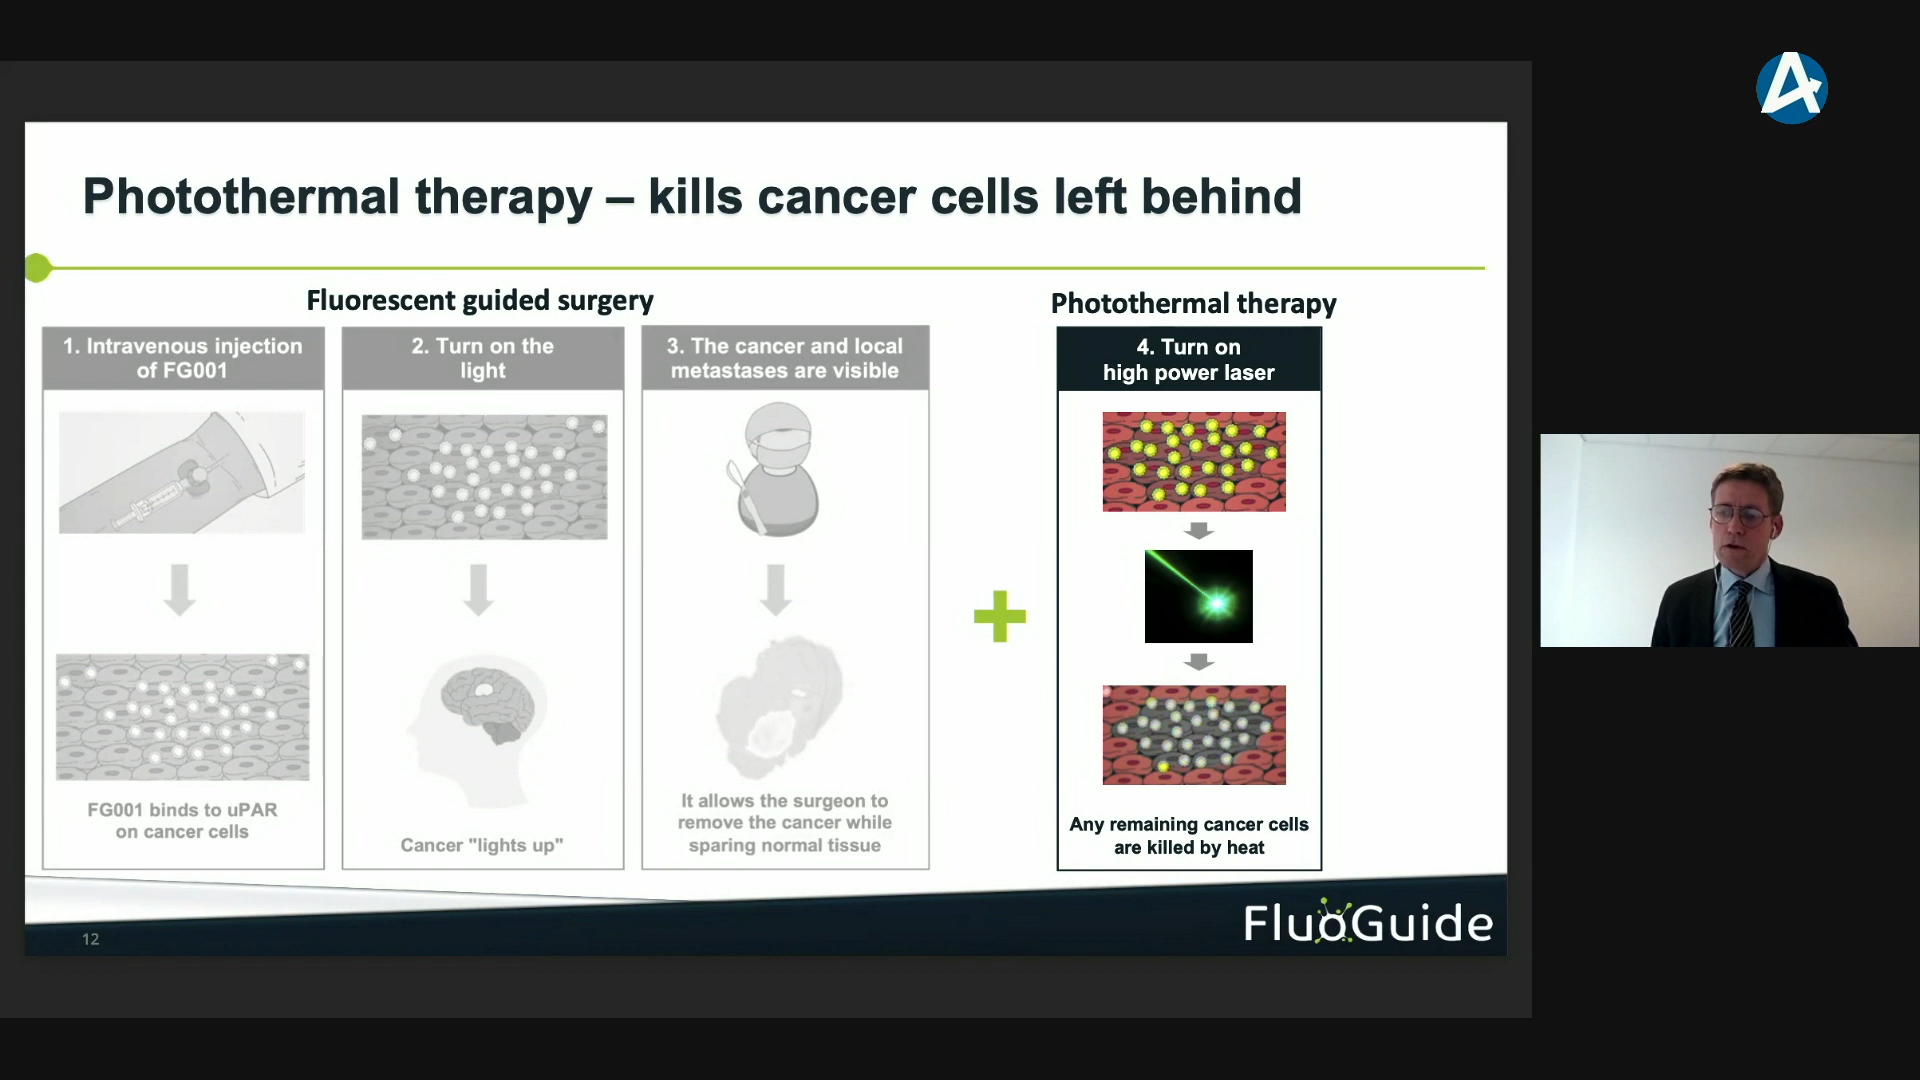 Photothermal therapy – kills cancer cells left behind
Fluorescent guided surgery
1. Intravenous injection
of FG001
FG001 binds to uPAR
on cancer cells
2. Turn on the
light
Cancer "lights up"
3. The cancer and local
metastases are visible
It allows the surgeon to
remove the cancer while
sparing normal tissue
Photothermal therapy
4. Turn on
high power laser
Any remaining cancer cells
are killed by heat
12
FluoGuide